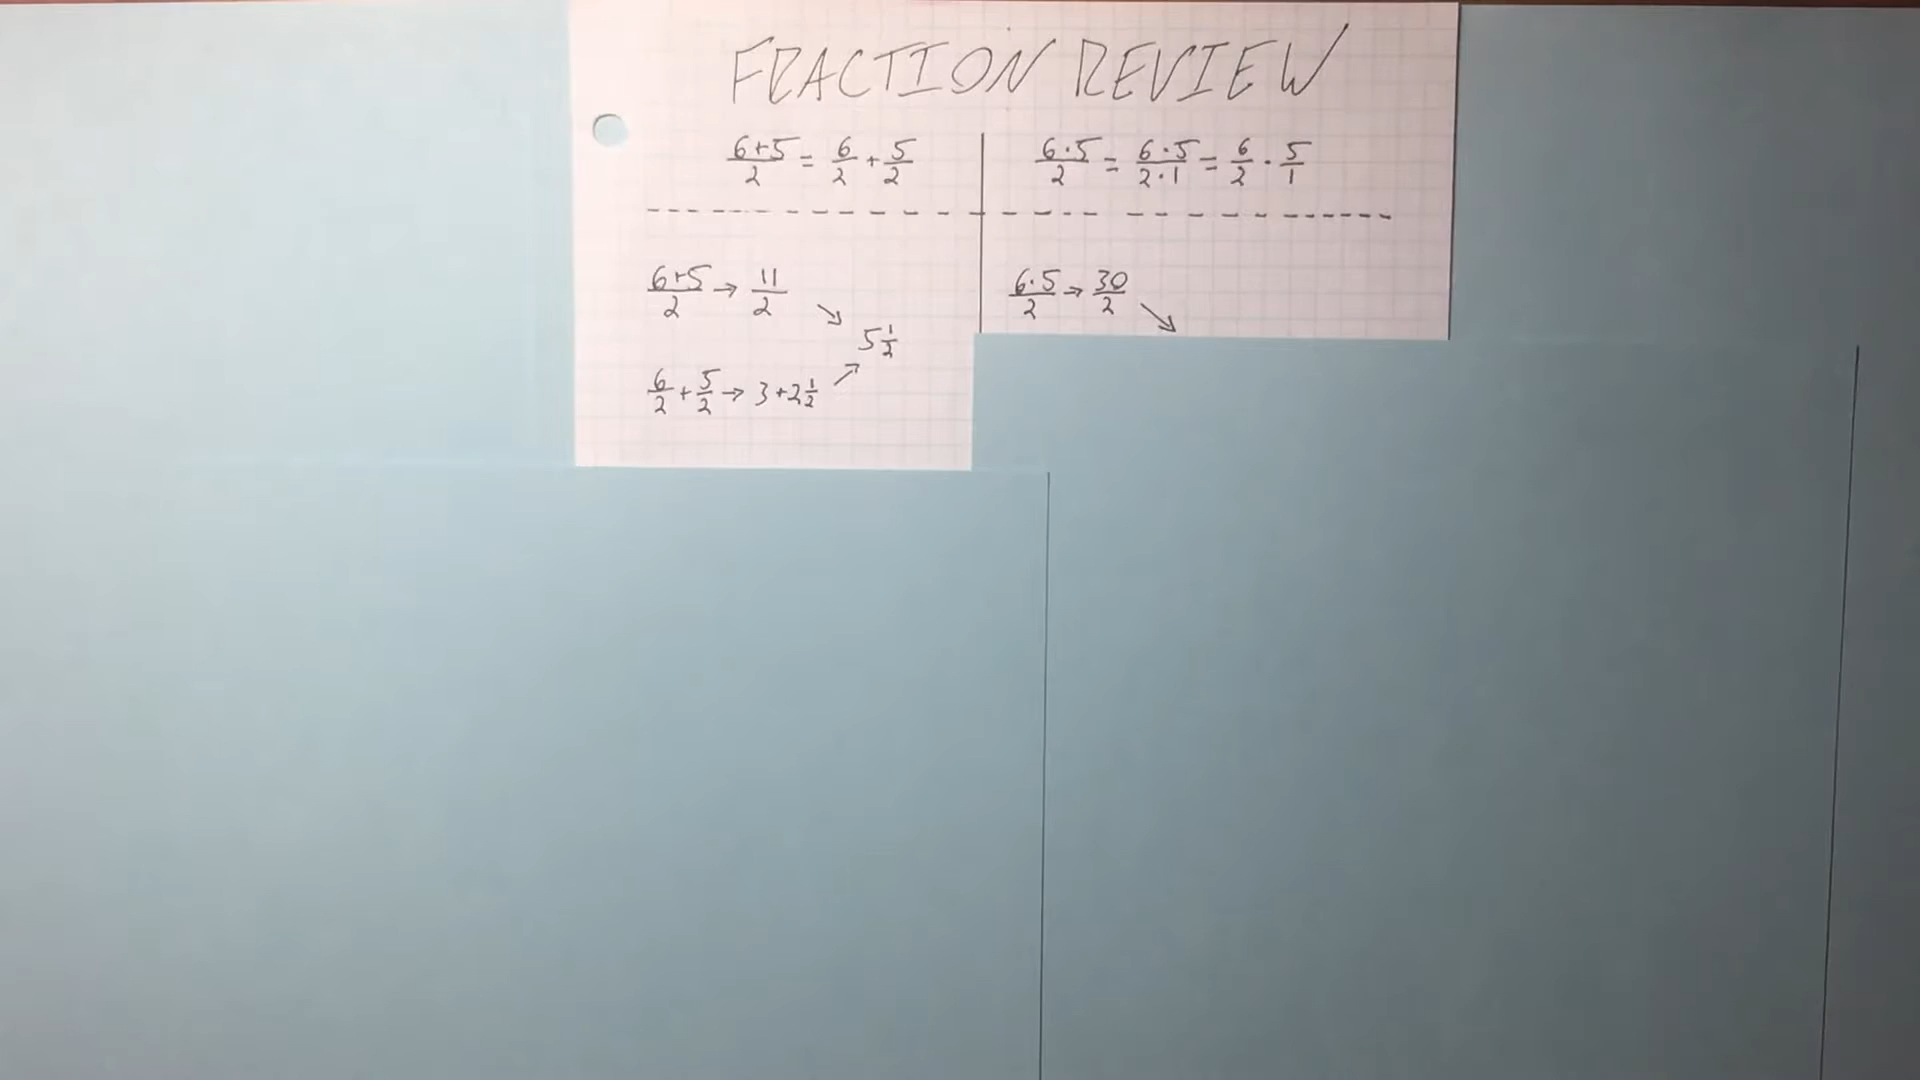 FRACTION REVIEW
6+5/2 = 6/2 + 5/2
6·5/2 = 6·5/2·1 = 6/2 · 5/1
6+5/2 → 11/2 ↘
5 1/2
6/2 + 5/2 → 3 + 2 1/2 ↗
6·5/2 → 30/2 ↘